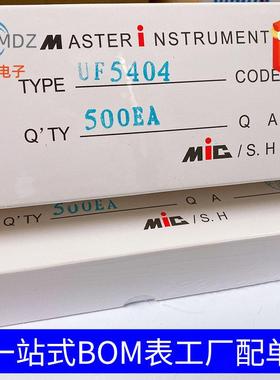 MDZ MASTER iNSTRUMENT
电子
TYPE UF5404 CODE
Q'TY 500EA Q A
MiC/S.H
Q'TY 500EA Q A
MiC/S.H
一站式BOM表工厂配单